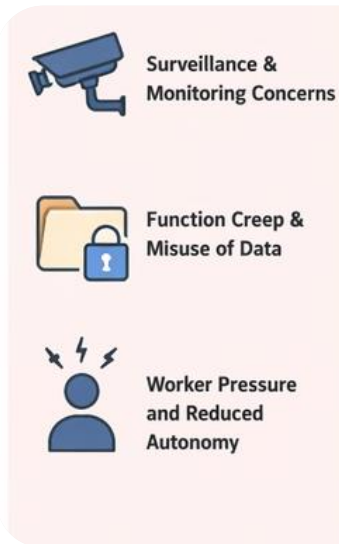 Surveillance &
Monitoring Concerns
Function Creep &
Misuse of Data
Worker Pressure
and Reduced
Autonomy